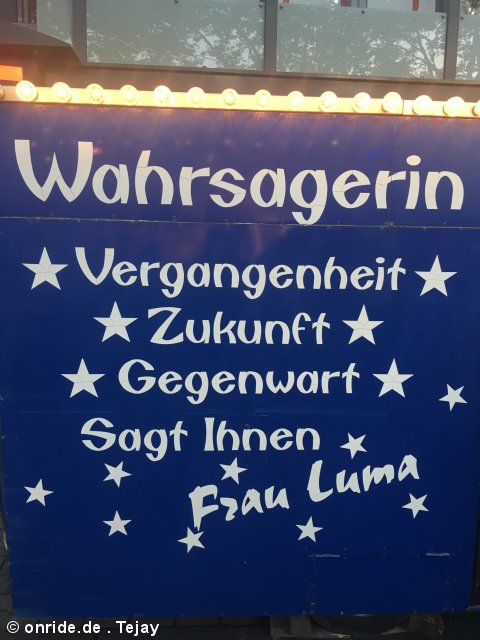 Wahrsagerin
Vergangenheit
Zukunft
Gegenwart
Sagt Ihnen
Frau Luma
© onride.de . Tejay